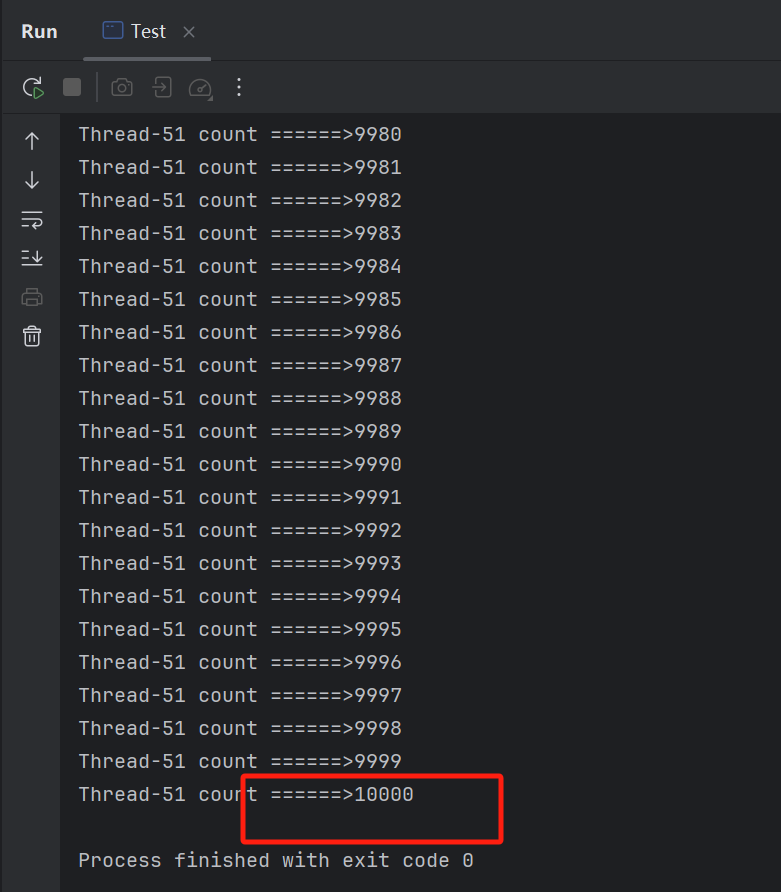 Run
Test
Thread-51 count ======>9980
Thread-51 count ======>9981
Thread-51 count ======>9982
Thread-51 count ======>9983
Thread-51 count ======>9984
Thread-51 count ======>9985
Thread-51 count ======>9986
Thread-51 count ======>9987
Thread-51 count ======>9988
Thread-51 count ======>9989
Thread-51 count ======>9990
Thread-51 count ======>9991
Thread-51 count ======>9992
Thread-51 count ======>9993
Thread-51 count ======>9994
Thread-51 count ======>9995
Thread-51 count ======>9996
Thread-51 count ======>9997
Thread-51 count ======>9998
Thread-51 count ======>9999
Thread-51 count ======>10000
Process finished with exit code 0